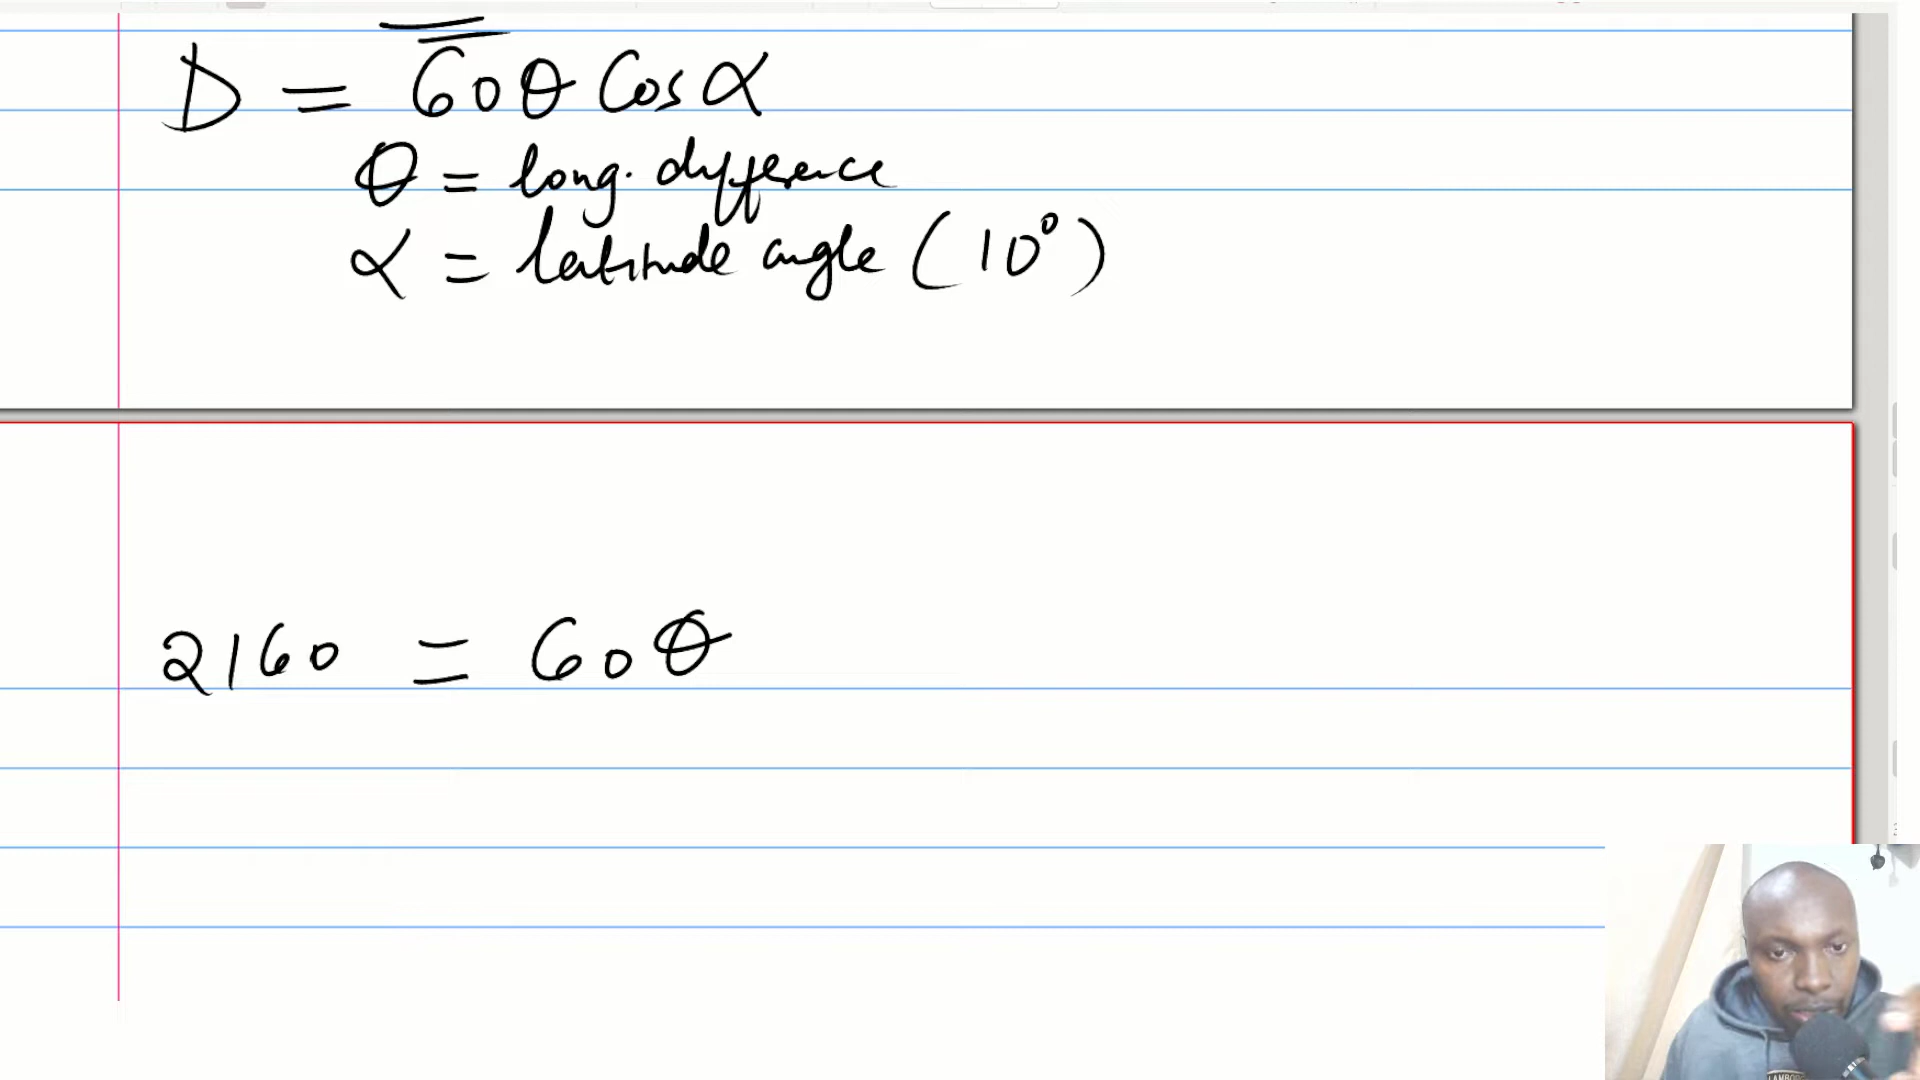 D = 60θ Cos α
θ = long. difference
α = latitude angle (10°)
2160 = 60θ